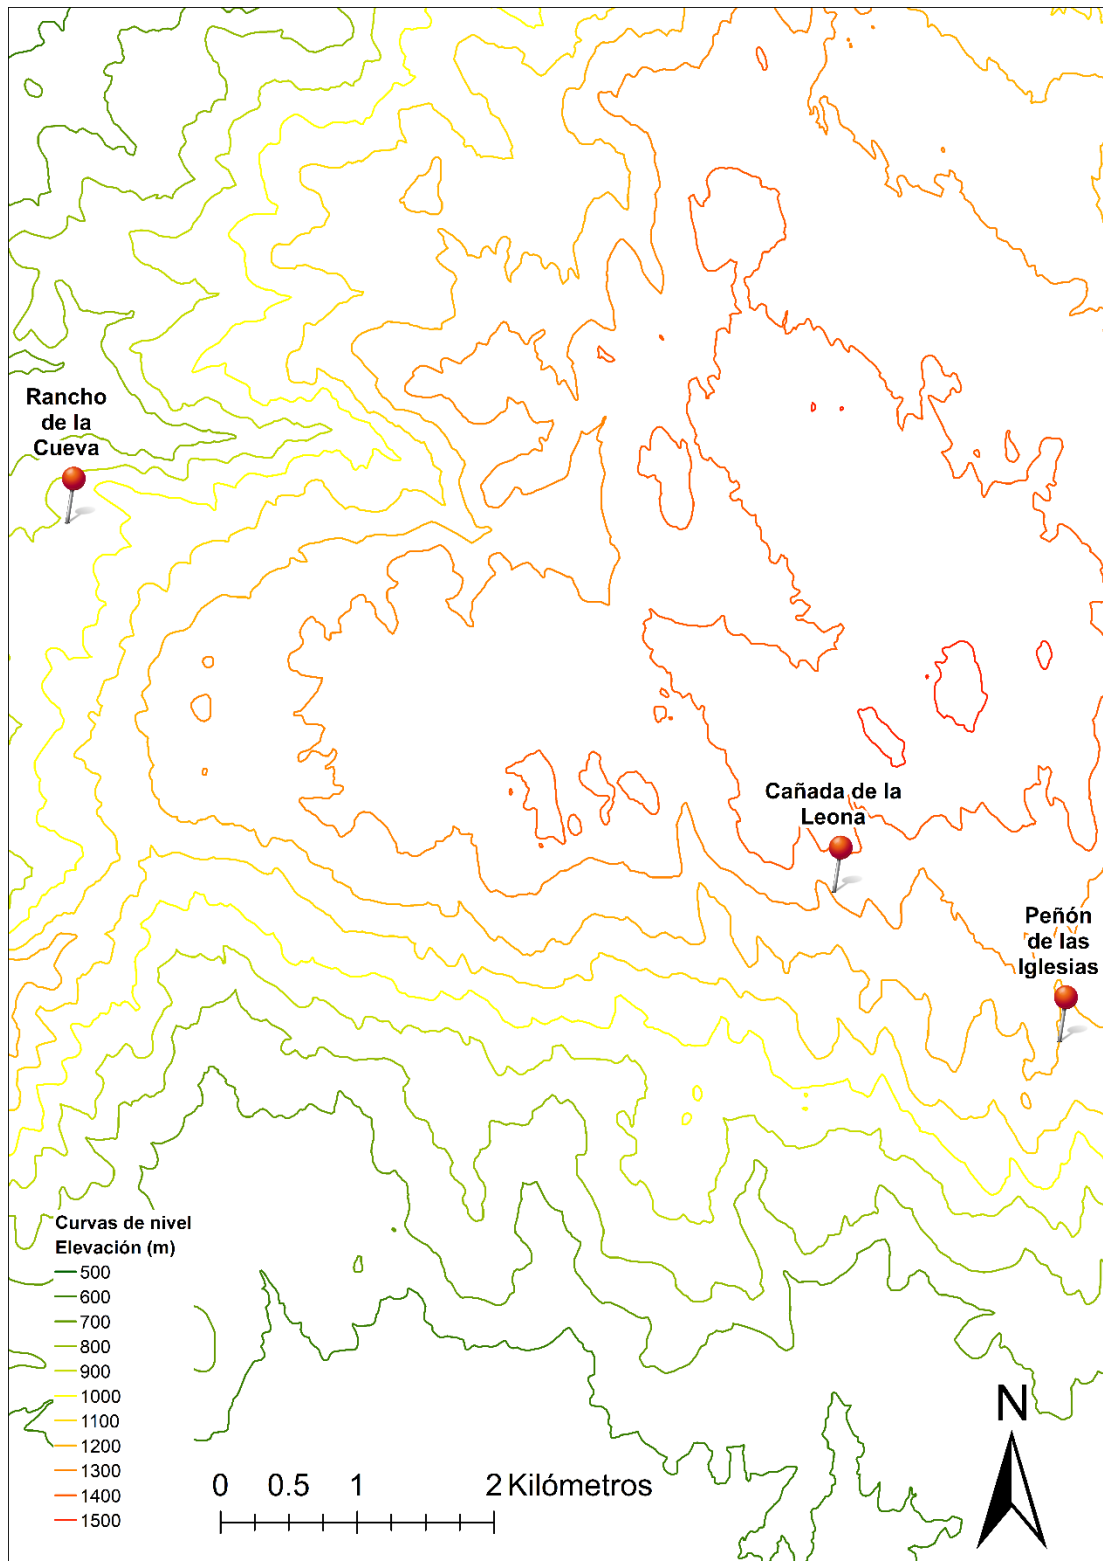 Rancho
de la
Cueva
Cañada de la
Leona
Peñón
de las
Iglesias
Curvas de nivel
Elevación (m)
500
600
700
800
900
1000
1100
1200
1300
1400
1500
0 0.5 1 2 Kilómetros
N